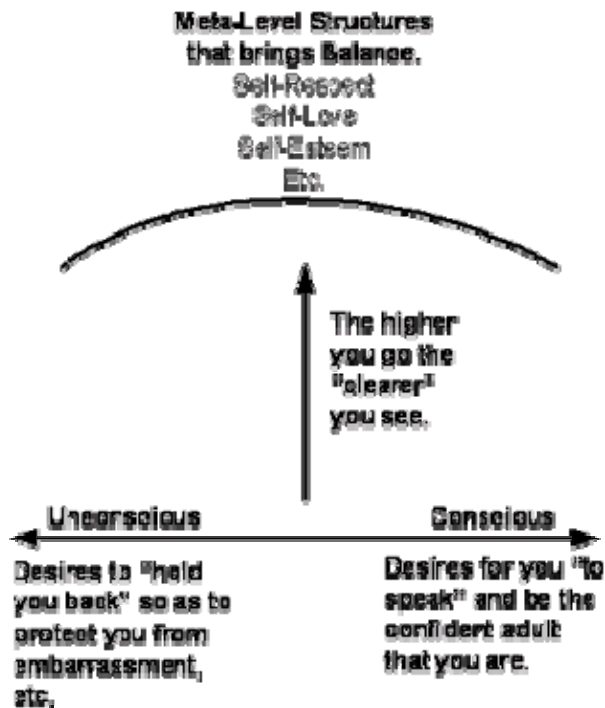 Meta-Level Structures
that brings Balance.
Self-Respect
Self-Love
Self-Esteem
Etc.
The higher
you go the
"clearer"
you see.
Unconscious
Conscious
Desires to "hold
you back" so as to
protect you from
embarrassment,
etc.
Desires for you "to
speak" and be the
confident adult
that you are.